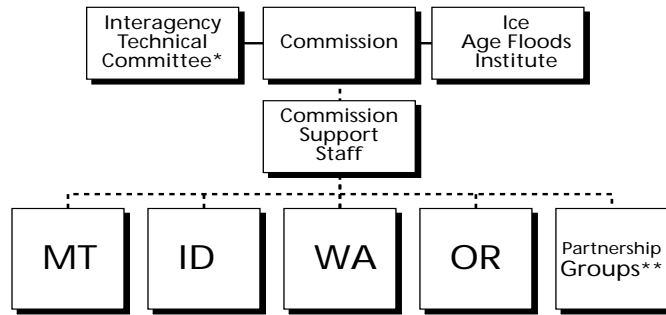 Interagency
Technical
Committee*
Commission
Ice
Age Floods
Institute
Commission
Support
Staff
MT
ID
WA
OR
Partnership
Groups**